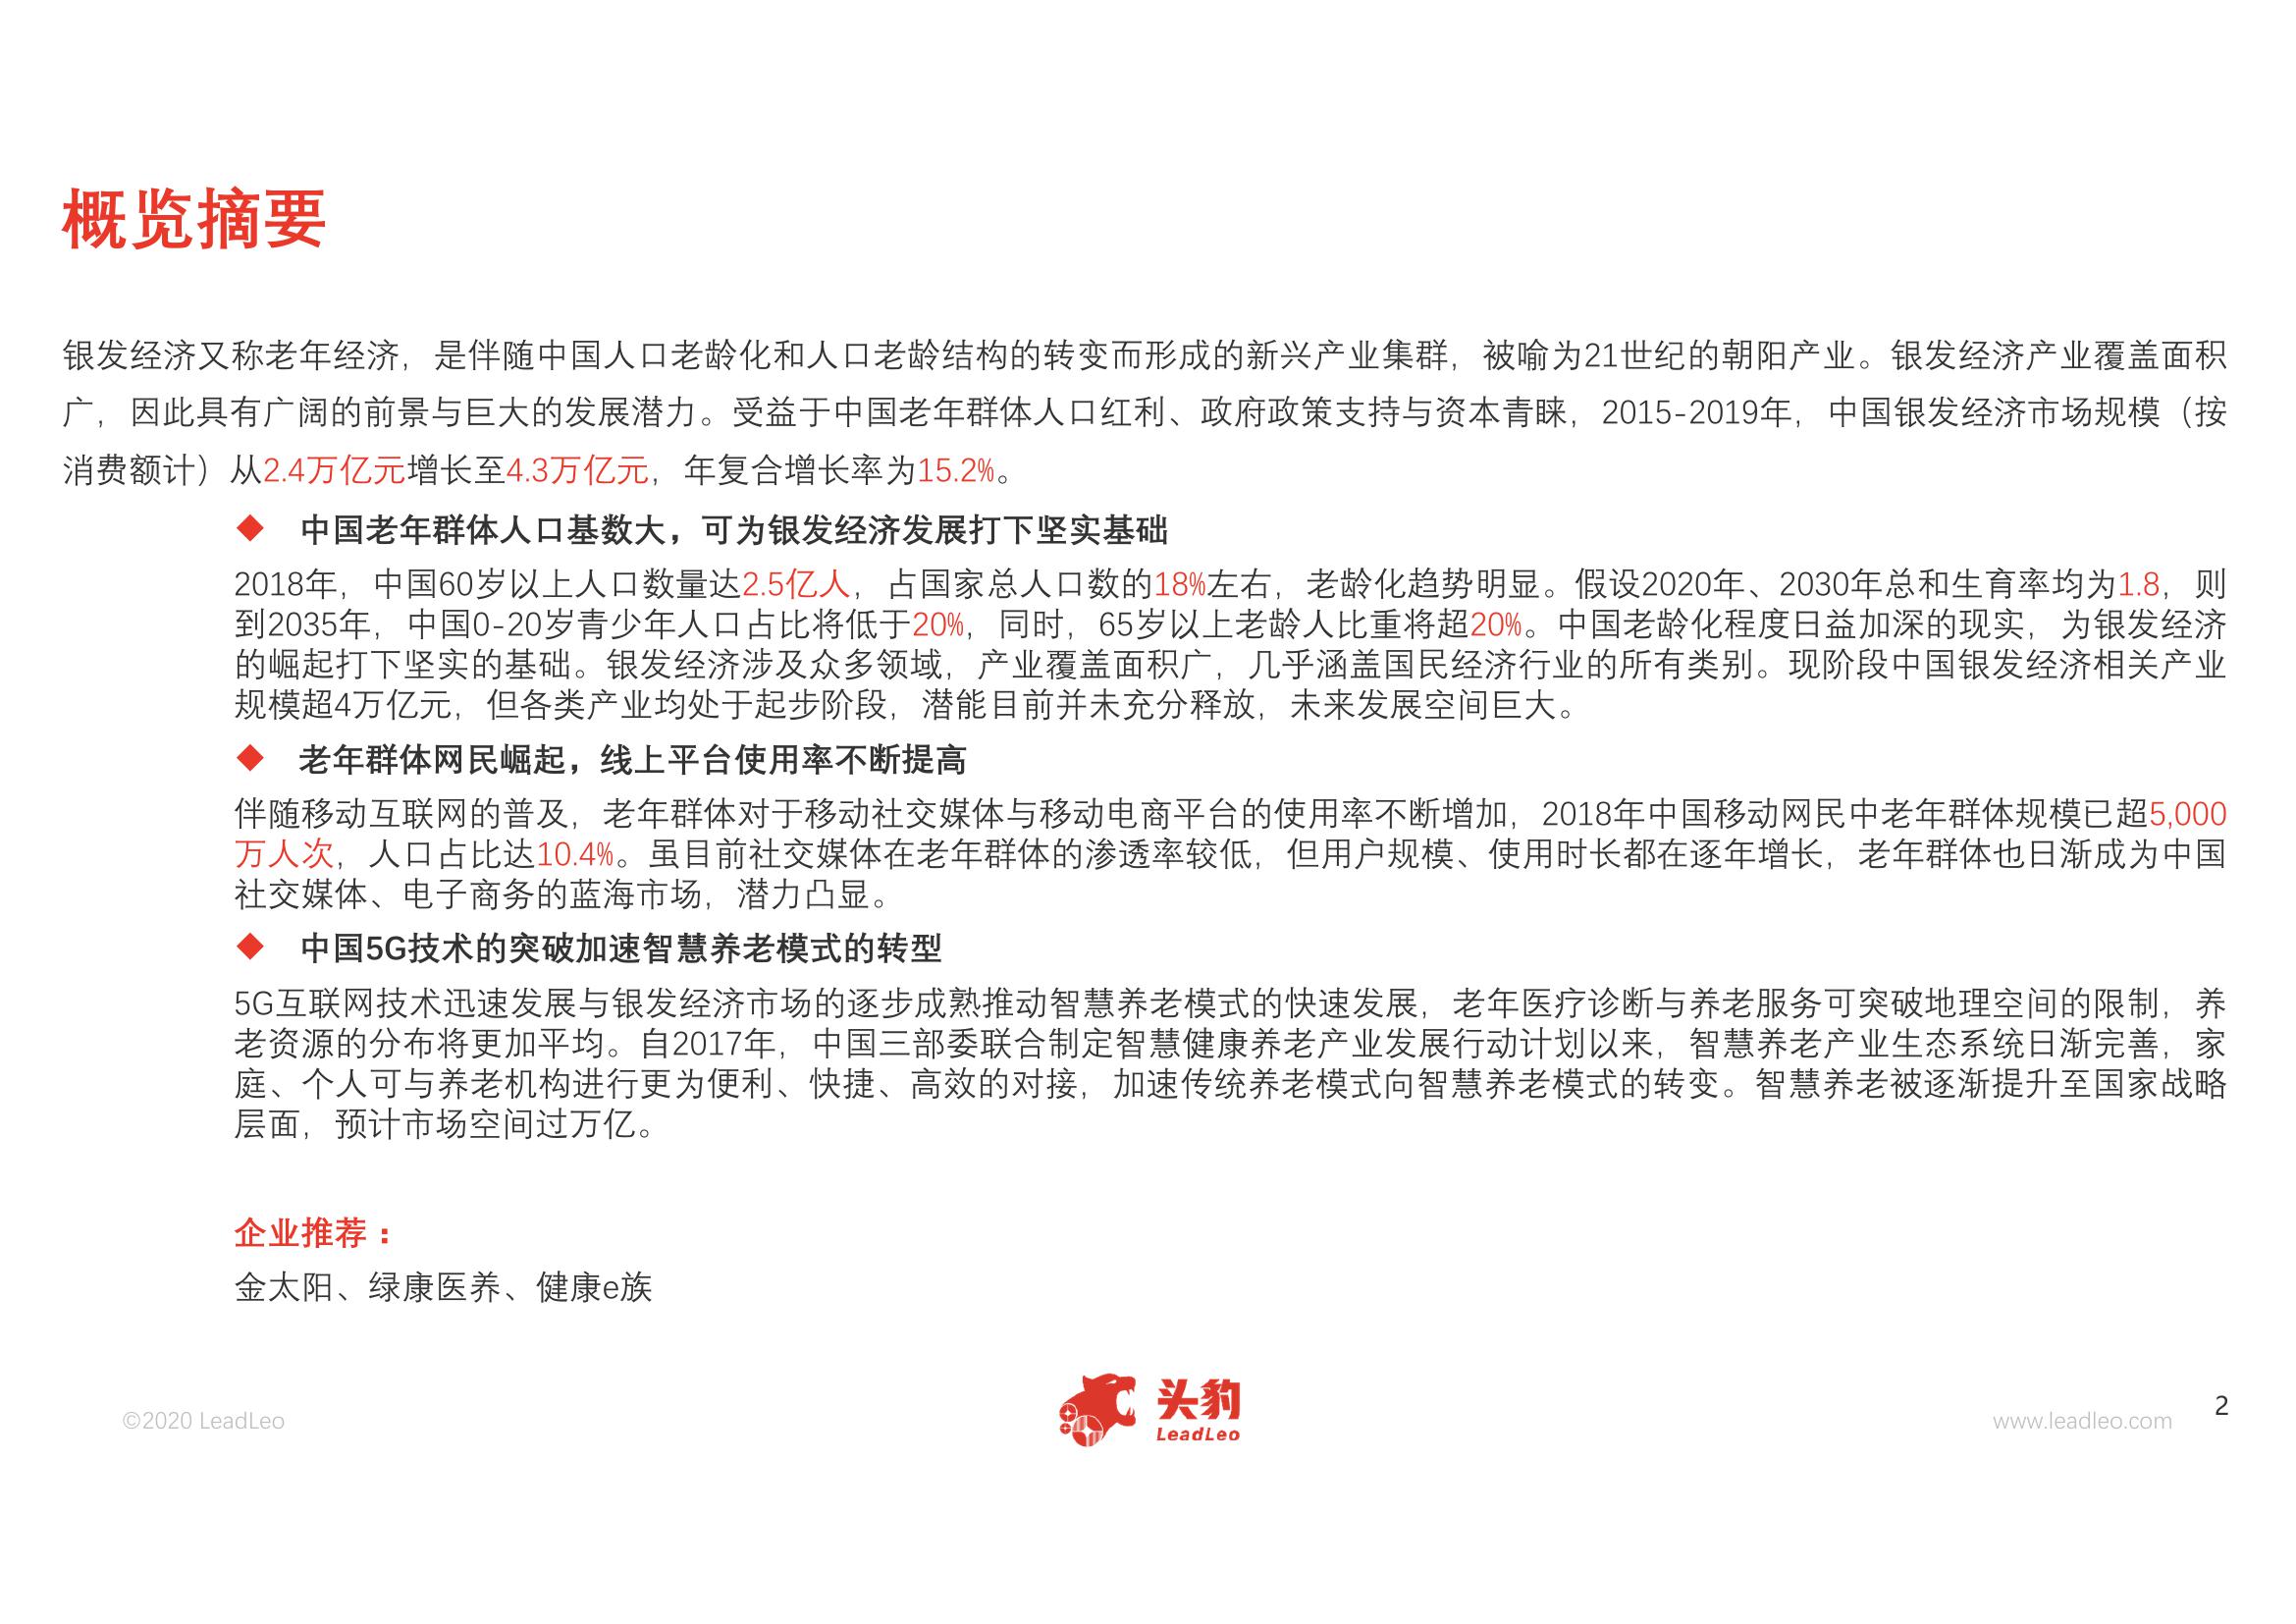 概览摘要
银发经济又称老年经济，是伴随中国人口老龄化和人口老龄结构的转变而形成的新兴产业集群，被喻为21世纪的朝阳产业。银发经济产业覆盖面积
广，因此具有广阔的前景与巨大的发展潜力。受益于中国老年群体人口红利、政府政策支持与资本青睐，2015-2019年，中国银发经济市场规模（按
消费额计）从2.4万亿元增长至4.3万亿元，年复合增长率为15.2%。
◆ 中国老年群体人口基数大，可为银发经济发展打下坚实基础
2018年，中国60岁以上人口数量达2.5亿人，占国家总人口数的18%左右，老龄化趋势明显。假设2020年、2030年总和生育率均为1.8，则
到2035年，中国0-20岁青少年人口占比将低于20%，同时，65岁以上老龄人比重将超20%。中国老龄化程度日益加深的现实，为银发经济
的崛起打下坚实的基础。银发经济涉及众多领域，产业覆盖面积广，几乎涵盖国民经济行业的所有类别。现阶段中国银发经济相关产业
规模超4万亿元，但各类产业均处于起步阶段，潜能目前并未充分释放，未来发展空间巨大。
◆ 老年群体网民崛起，线上平台使用率不断提高
伴随移动互联网的普及，老年群体对于移动社交媒体与移动电商平台的使用率不断增加，2018年中国移动网民中老年群体规模已超5,000
万人次，人口占比达10.4%。虽目前社交媒体在老年群体的渗透率较低，但用户规模、使用时长都在逐年增长，老年群体也日渐成为中国
社交媒体、电子商务的蓝海市场，潜力凸显。
◆ 中国5G技术的突破加速智慧养老模式的转型
5G互联网技术迅速发展与银发经济市场的逐步成熟推动智慧养老模式的快速发展，老年医疗诊断与养老服务可突破地理空间的限制，养
老资源的分布将更加平均。自2017年，中国三部委联合制定智慧健康养老产业发展行动计划以来，智慧养老产业生态系统日渐完善，家
庭、个人可与养老机构进行更为便利、快捷、高效的对接，加速传统养老模式向智慧养老模式的转变。智慧养老被逐渐提升至国家战略
层面，预计市场空间过万亿。
企业推荐：
金太阳、绿康医养、健康e族
©2020 LeadLeo
头豹
LeadLeo
www.leadleo.com
2